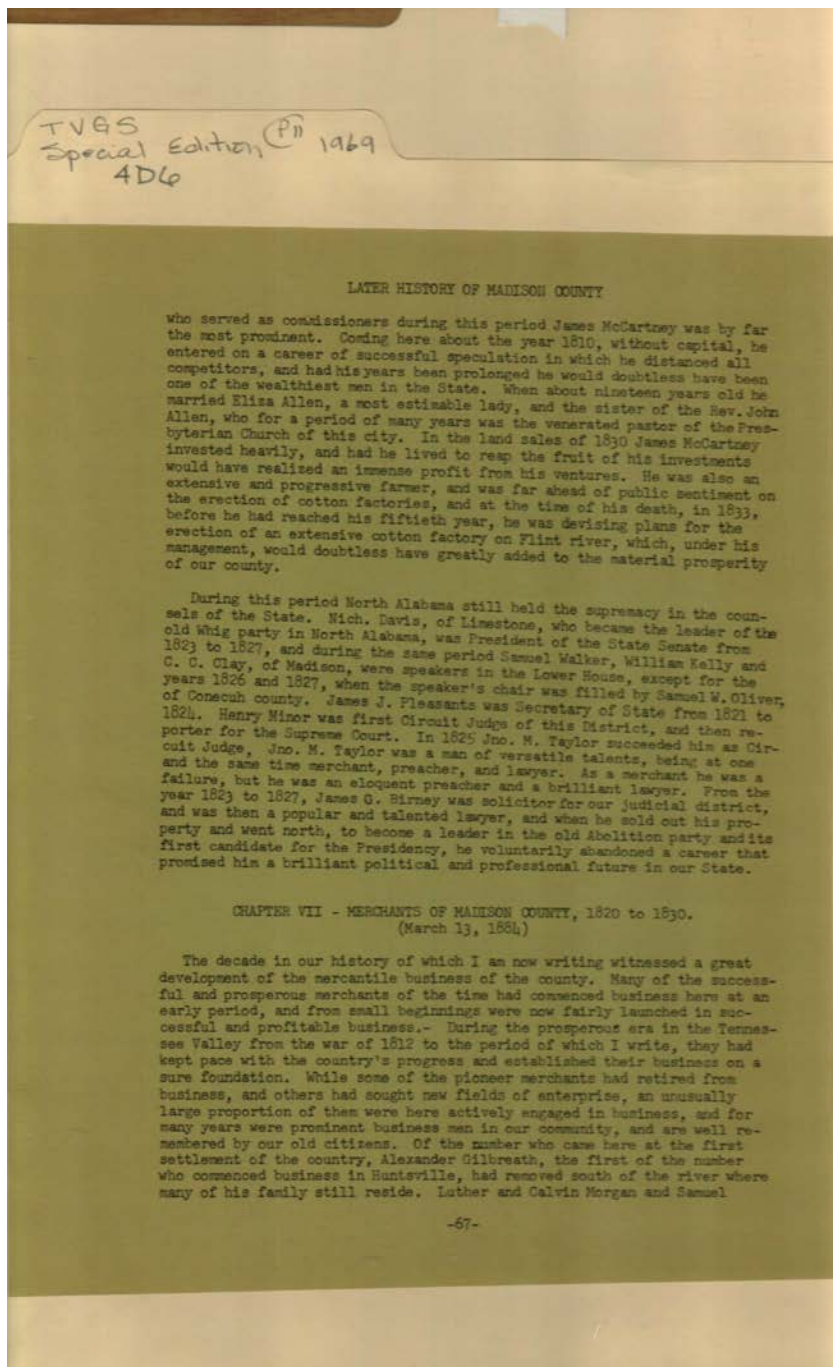 TVGS
Special Edition P11 1969
4D6
LATER HISTORY OF MADISON COUNTY
who served as commissioners during this period James McCartney was by far
the most prominent. Coming here about the year 1810, without capital, he
entered on a career of successful speculation in which he distanced all
competitors, and had his years been prolonged he would doubtless have been
one of the wealthiest men in the State. When about nineteen years old he
married Eliza Allen, a most estimable lady, and the sister of the Rev. John
Allen, who for a period of many years was the venerated pastor of the Pres-
byterian Church of this city. In the land sales of 1830 James McCartney
invested heavily, and had he lived to reap the fruit of his investments
would have realized an immense profit from his ventures. He was also an
extensive and progressive farmer, and was far ahead of public sentiment on
the erection of cotton factories, and at the time of his death, in 1833,
before he had reached his fiftieth year, he was devising plans for the
erection of an extensive cotton factory on Flint river, which, under his
management, would doubtless have greatly added to the material prosperity
of our county.
During this period North Alabama still held the supremacy in the coun-
sels of the State. Nich. Davis, of Limestone, who became the leader of the
old Whig party in North Alabama, was President of the State Senate from
1823 to 1827, and during the same period Samuel Walker, William Kelly and
C. C. Clay, of Madison, were speakers in the Lower House, except for the
years 1826 and 1827, when the speaker's chair was filled by Samuel W. Oliver,
of Conecuh county. James J. Pleasants was Secretary of State from 1821 to
1824. Henry Minor was first Circuit Judge of this District, and then re-
porter for the Supreme Court. In 1825 Jno. M. Taylor succeeded him as Cir-
cuit Judge, Jno. M. Taylor was a man of versatile talents, being at one
and the same time merchant, preacher, and lawyer. As a merchant he was a
failure, but he was an eloquent preacher and a brilliant lawyer. From the
year 1823 to 1827, James G. Birney was solicitor for our judicial district,
and was then a popular and talented lawyer, and when he sold out his pro-
perty and went north, to become a leader in the old Abolition party and its
first candidate for the Presidency, he voluntarily abandoned a career that
promised him a brilliant political and professional future in our State.
CHAPTER VII - MERCHANTS OF MADISON COUNTY, 1820 to 1830.
(March 13, 1884)
The decade in our history of which I am now writing witnessed a great
development of the mercantile business of the county. Many of the success-
ful and prosperous merchants of the time had commenced business here at an
early period, and from small beginnings were now fairly launched in suc-
cessful and profitable business.- During the prosperous era in the Tennes-
see Valley from the war of 1812 to the period of which I write, they had
kept pace with the country's progress and established their business on a
sure foundation. While some of the pioneer merchants had retired from
business, and others had sought new fields of enterprise, an unusually
large proportion of them were here actively engaged in business, and for
many years were prominent business men in our community, and are well re-
membered by our old citizens. Of the number who came here at the first
settlement of the country, Alexander Gilbreath, the first of the number
who commenced business in Huntsville, had removed south of the river where
many of his family still reside. Luther and Calvin Morgan and Samuel
-67-